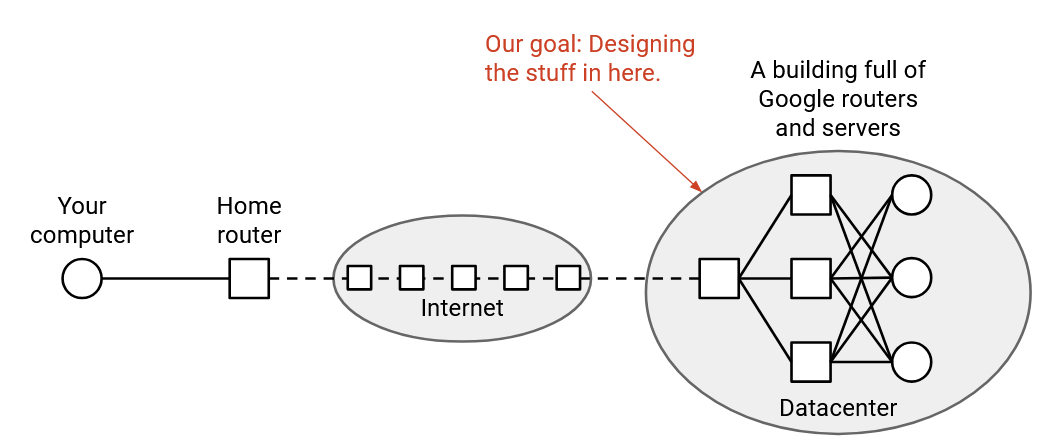 Our goal: Designing
the stuff in here.
A building full of
Google routers
and servers
Your
computer
Home
router
Internet
Datacenter